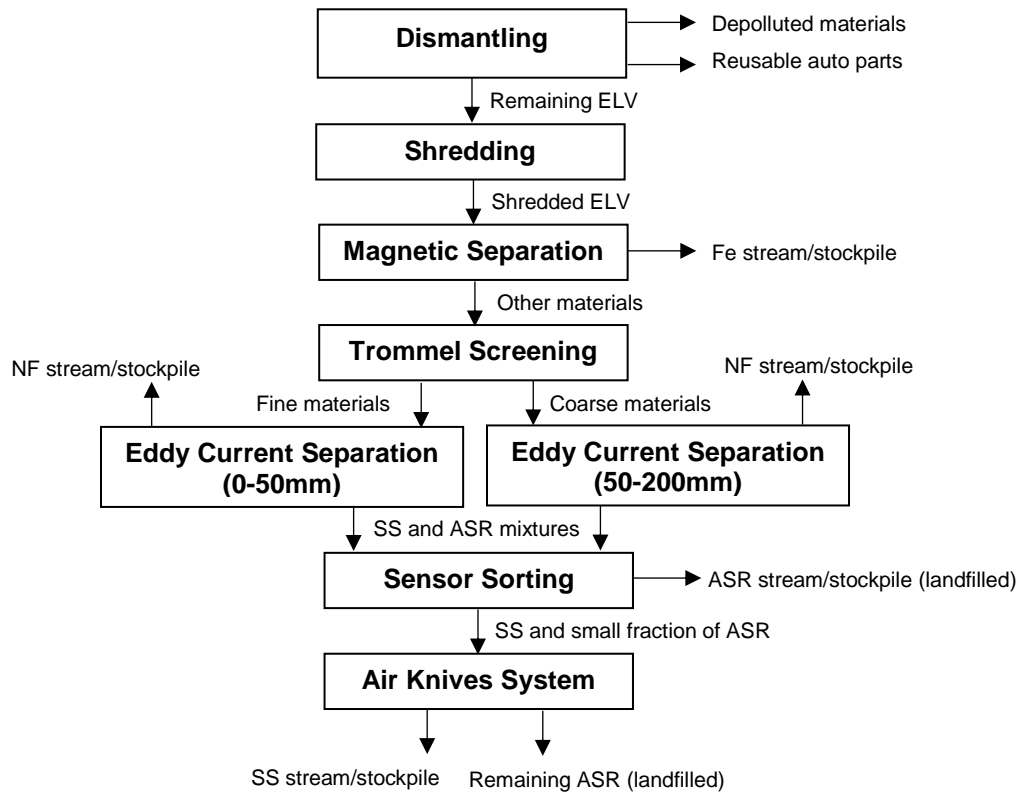 Dismantling
Depolluted materials
Reusable auto parts
Remaining ELV
Shredding
Shredded ELV
Magnetic Separation
Fe stream/stockpile
Other materials
Trommel Screening
NF stream/stockpile
NF stream/stockpile
Fine materials
Coarse materials
Eddy Current Separation
(0-50mm)
Eddy Current Separation
(50-200mm)
SS and ASR mixtures
Sensor Sorting
ASR stream/stockpile (landfilled)
SS and small fraction of ASR
Air Knives System
SS stream/stockpile
Remaining ASR (landfilled)